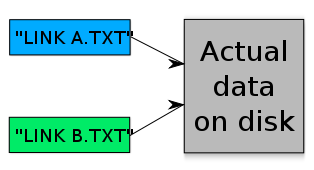 "LINK A.TXT"
"LINK B.TXT"
Actual
data
on disk